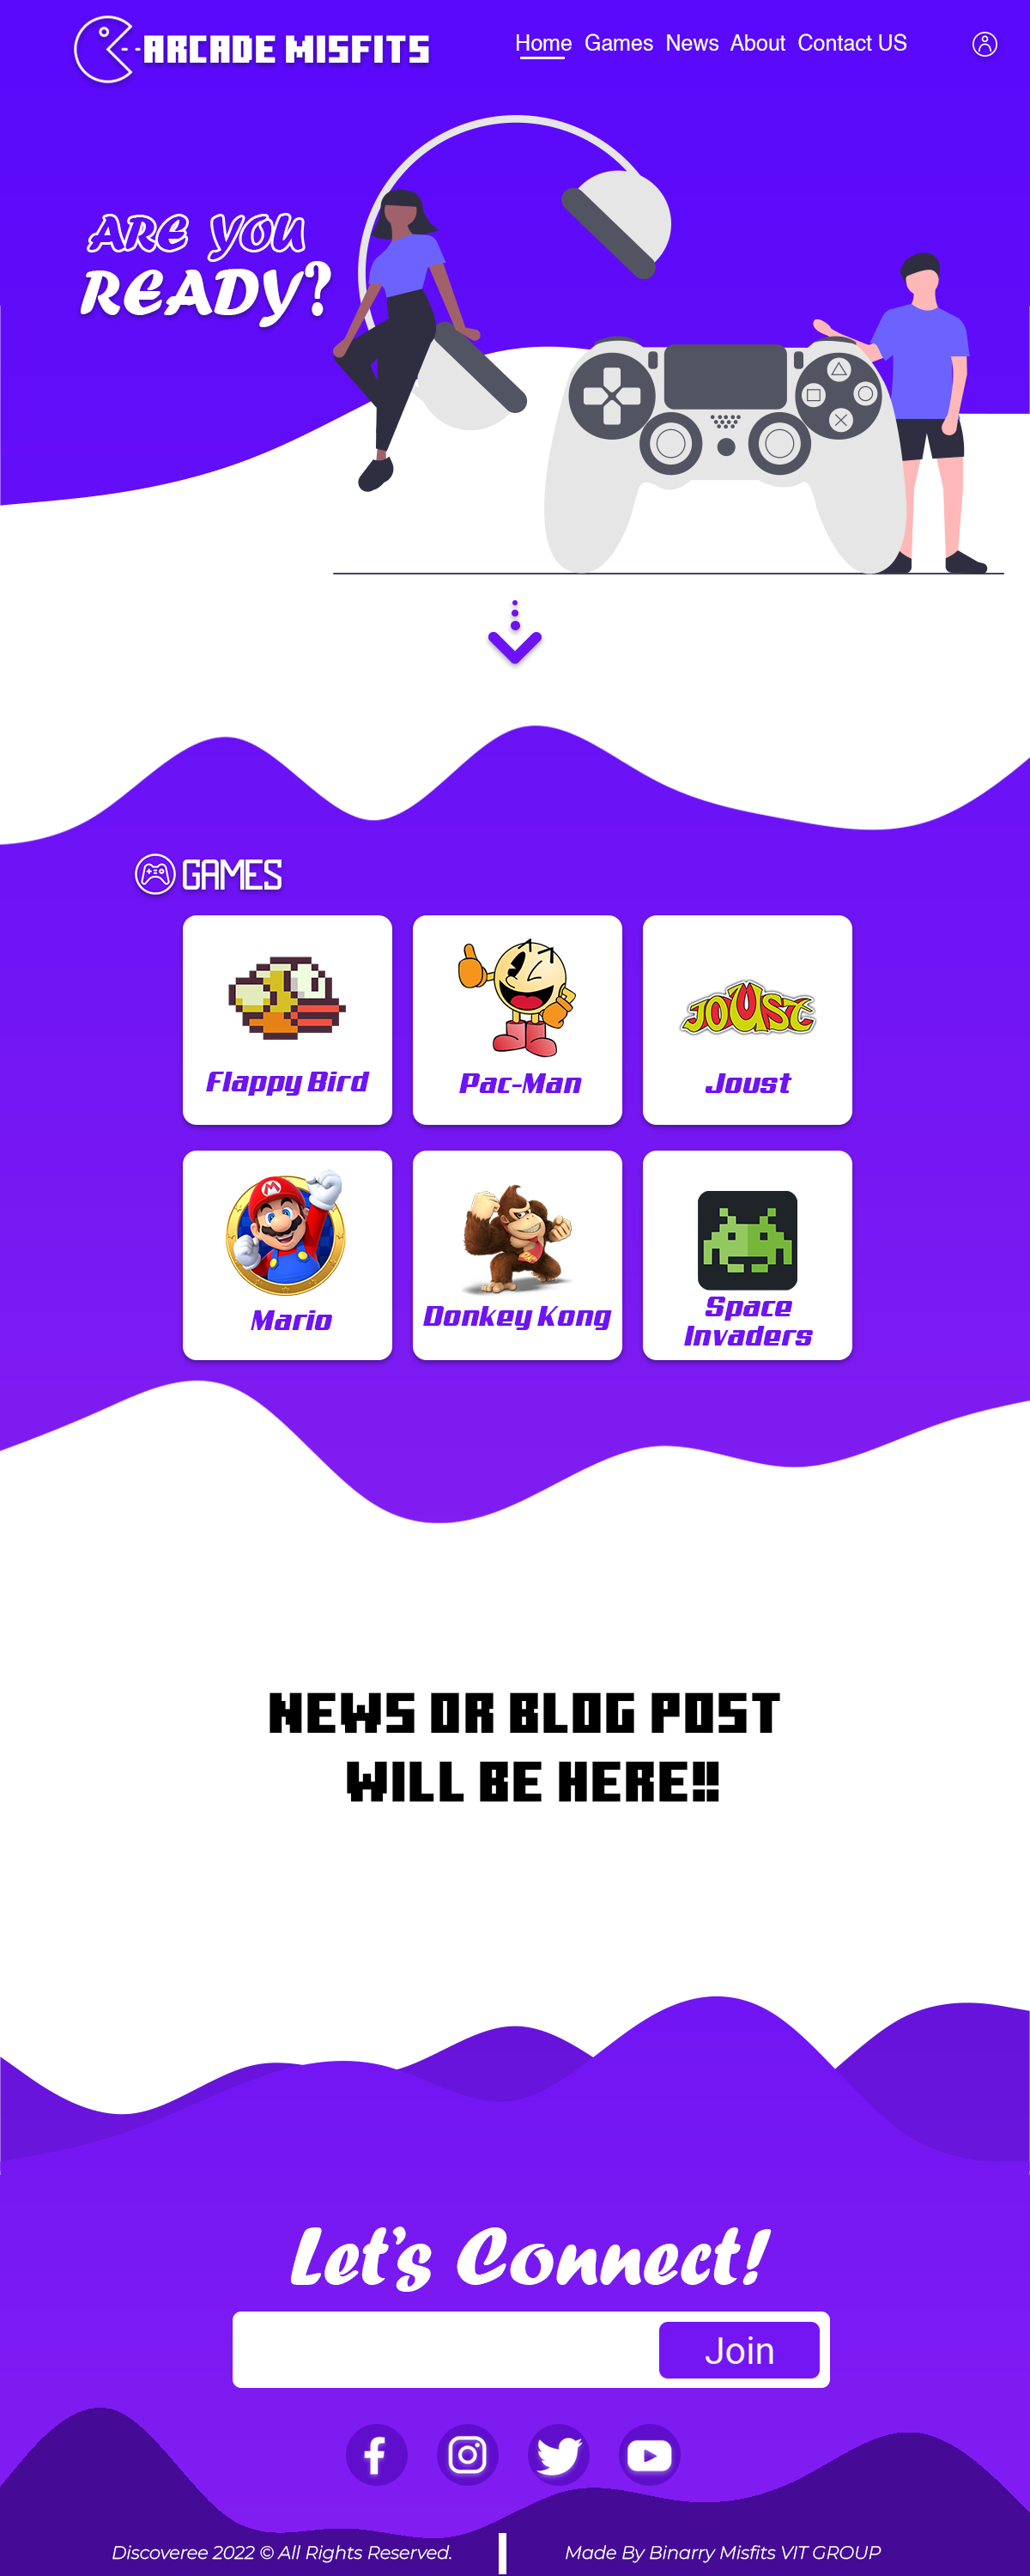 ARCADE MISFITS
Home Games News About Contact US
ARE YOU
READY?
GAMES
Flappy Bird
Pac-Man
JOUST
Joust
Mario
Donkey Kong
Space
Invaders
NEWS OR BLOG POST
WILL BE HERE!!
Let's Connect!
Join
Discoveree 2022 © All Rights Reserved.
Made By Binarry Misfits VIT GROUP